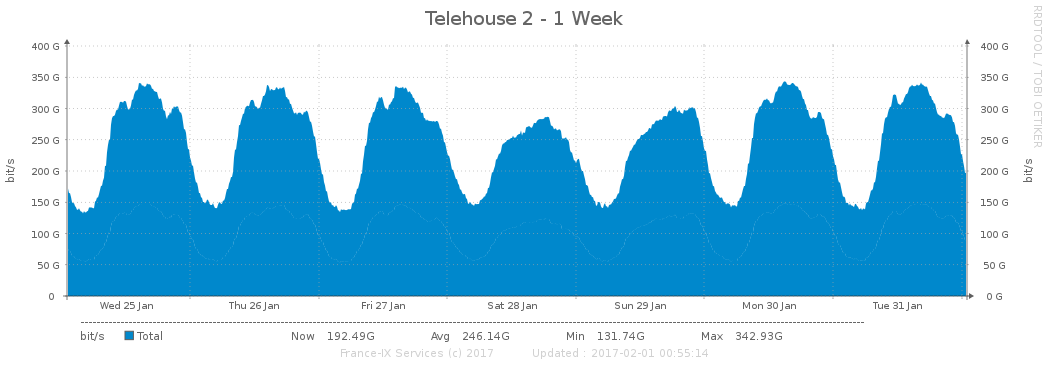 Telehouse 2 - 1 Week
RRDTOOL / TOBI OETIKER
400 G 400 G
350 G 350 G
300 G 300 G
250 G 250 G
200 G 200 G
150 G 150 G
100 G 100 G
50 G 50 G
0 0 G
bit/s bit/s
Wed 25 Jan Thu 26 Jan Fri 27 Jan Sat 28 Jan Sun 29 Jan Mon 30 Jan Tue 31 Jan
bit/s Total Now 192.49G Avg 246.14G Min 131.74G Max 342.93G
France-IX Services (c) 2017 Updated : 2017-02-01 00:55:14